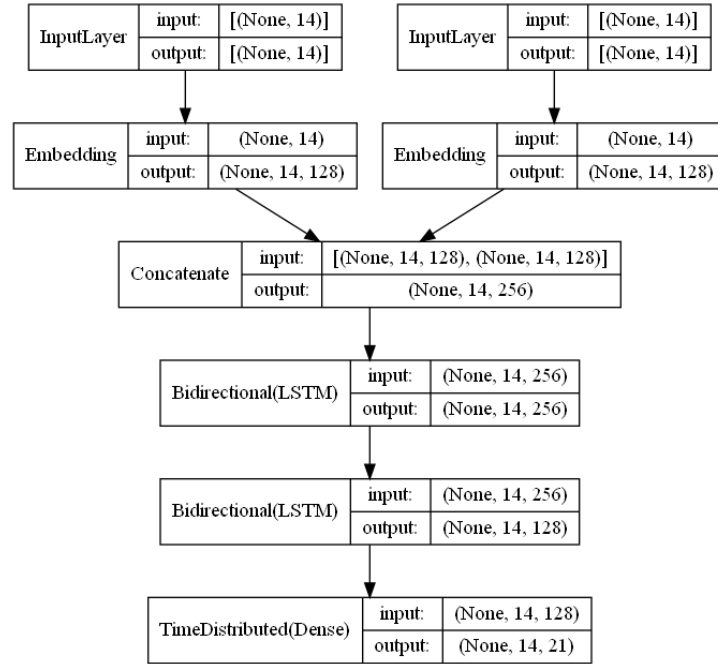 InputLayer
input: [(None, 14)]
output: [(None, 14)]
InputLayer
input: [(None, 14)]
output: [(None, 14)]
Embedding
input: (None, 14)
output: (None, 14, 128)
Embedding
input: (None, 14)
output: (None, 14, 128)
Concatenate
input: [(None, 14, 128), (None, 14, 128)]
output: (None, 14, 256)
Bidirectional(LSTM)
input: (None, 14, 256)
output: (None, 14, 256)
Bidirectional(LSTM)
input: (None, 14, 256)
output: (None, 14, 128)
TimeDistributed(Dense)
input: (None, 14, 128)
output: (None, 14, 21)